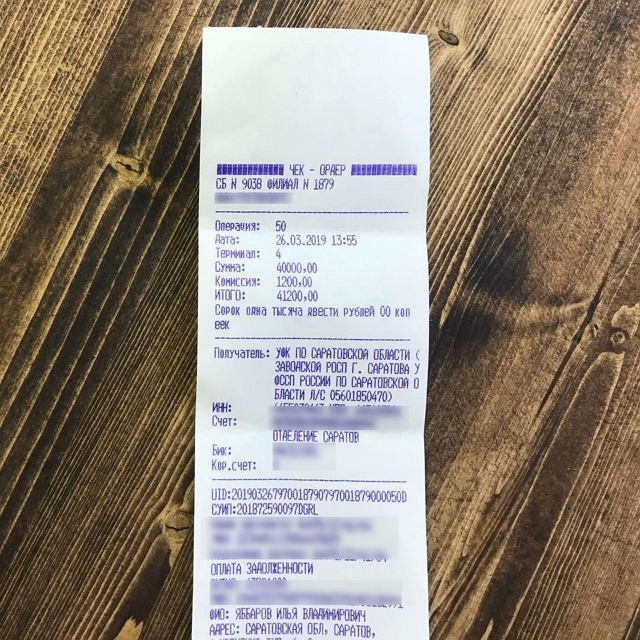 ЧЕК - ОРДЕР
СБ N 9038 ФИЛИАЛ N 1879
Операция: 50
Дата: 26.03.2019 13:55
Терминал: 4
Сумма: 40000,00
Комиссия: 1200,00
ИТОГО: 41200,00
Сорок одна тысяча двести рублей 00 коп
еек
Получатель: УФК ПО САРАТОВСКОЙ ОБЛАСТИ (
ЗАВОДСКОЙ РОСП Г. САРАТОВА У
ФССП РОССИИ ПО САРАТОВСКОЙ О
БЛАСТИ Л/С 05601850470)
ИНН:
Счет:
ОТДЕЛЕНИЕ САРАТОВ
Бик:
Кор.счет:
UID:20190326797001879079700187900005​0D
СУИП:201872590097DGRL
ОПЛАТА ЗАДОЛЖЕННОСТИ
ФИО: ЯББАРОВ ИЛЬЯ ВЛАДИМИРОВИЧ
АДРЕС: САРАТОВСКАЯ ОБЛ, САРАТОВ,